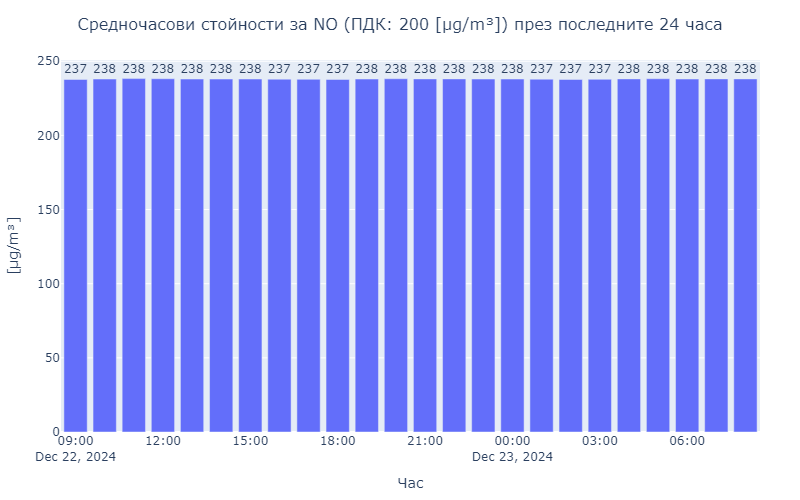 Средночасови стойности за NO (ПДК: 200 [µg/m³]) през последните 24 часа
250
237 238 238 238 238 238 238 237 237 237 238 238 238 238 238 238 237 237 237 238 238 238 238 238
200
150
[µg/m³]
100
50
0
09:00 12:00 15:00 18:00 21:00 00:00 03:00 06:00
Dec 22, 2024 Dec 23, 2024
Час